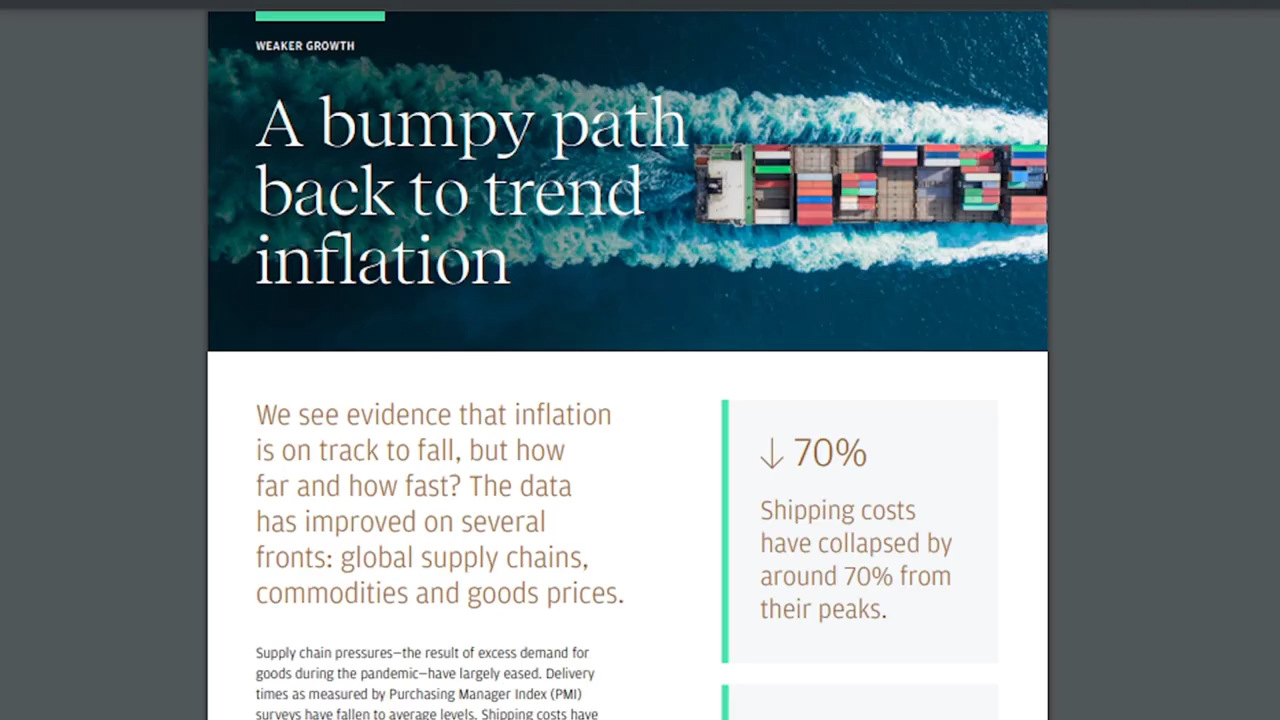 WEAKER GROWTH
A bumpy path
back to trend
inflation
We see evidence that inflation
is on track to fall, but how
far and how fast? The data
has improved on several
fronts: global supply chains,
commodities and goods prices.
Supply chain pressures—the result of excess demand for
goods during the pandemic—have largely eased. Delivery
times as measured by Purchasing Manager Index (PMI)
surveys have fallen to average levels. Shipping costs have
↓ 70%
Shipping costs
have collapsed by
around 70% from
their peaks.